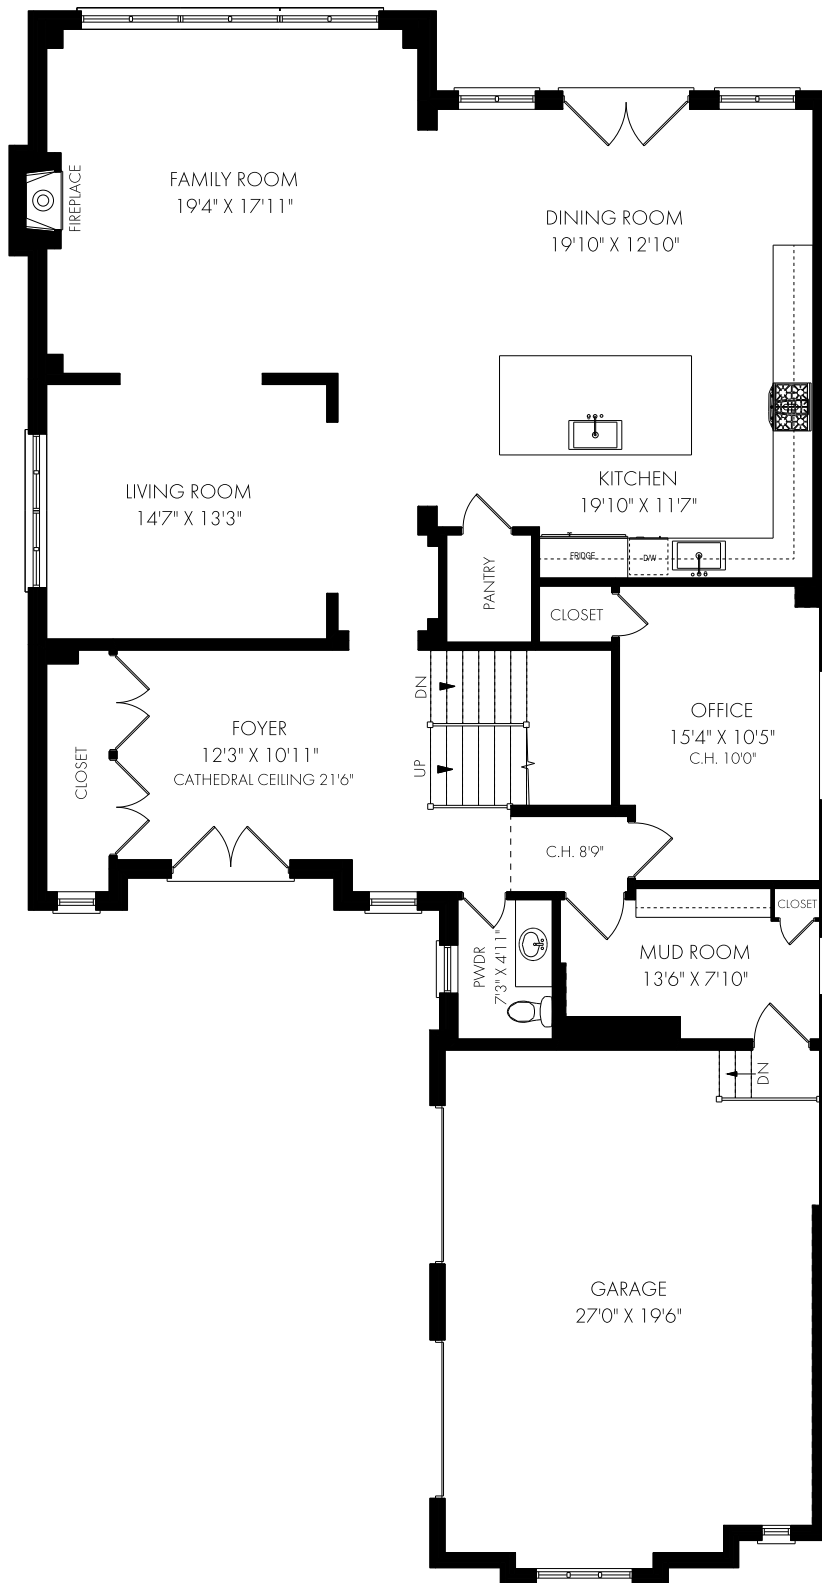 FAMILY ROOM
19'4" X 17'11"
FIREPLACE
DINING ROOM
19'10" X 12'10"
LIVING ROOM
14'7" X 13'3"
KITCHEN
19'10" X 11'7"
FRIDGE
D/W
PANTRY
CLOSET
DN
UP
FOYER
12'3" X 10'11"
CATHEDRAL CEILING 21'6"
CLOSET
OFFICE
15'4" X 10'5"
C.H. 10'0"
C.H. 8'9"
CLOSET
PWDR
7'3" X 4'11"
MUD ROOM
13'6" X 7'10"
DN
GARAGE
27'0" X 19'6"